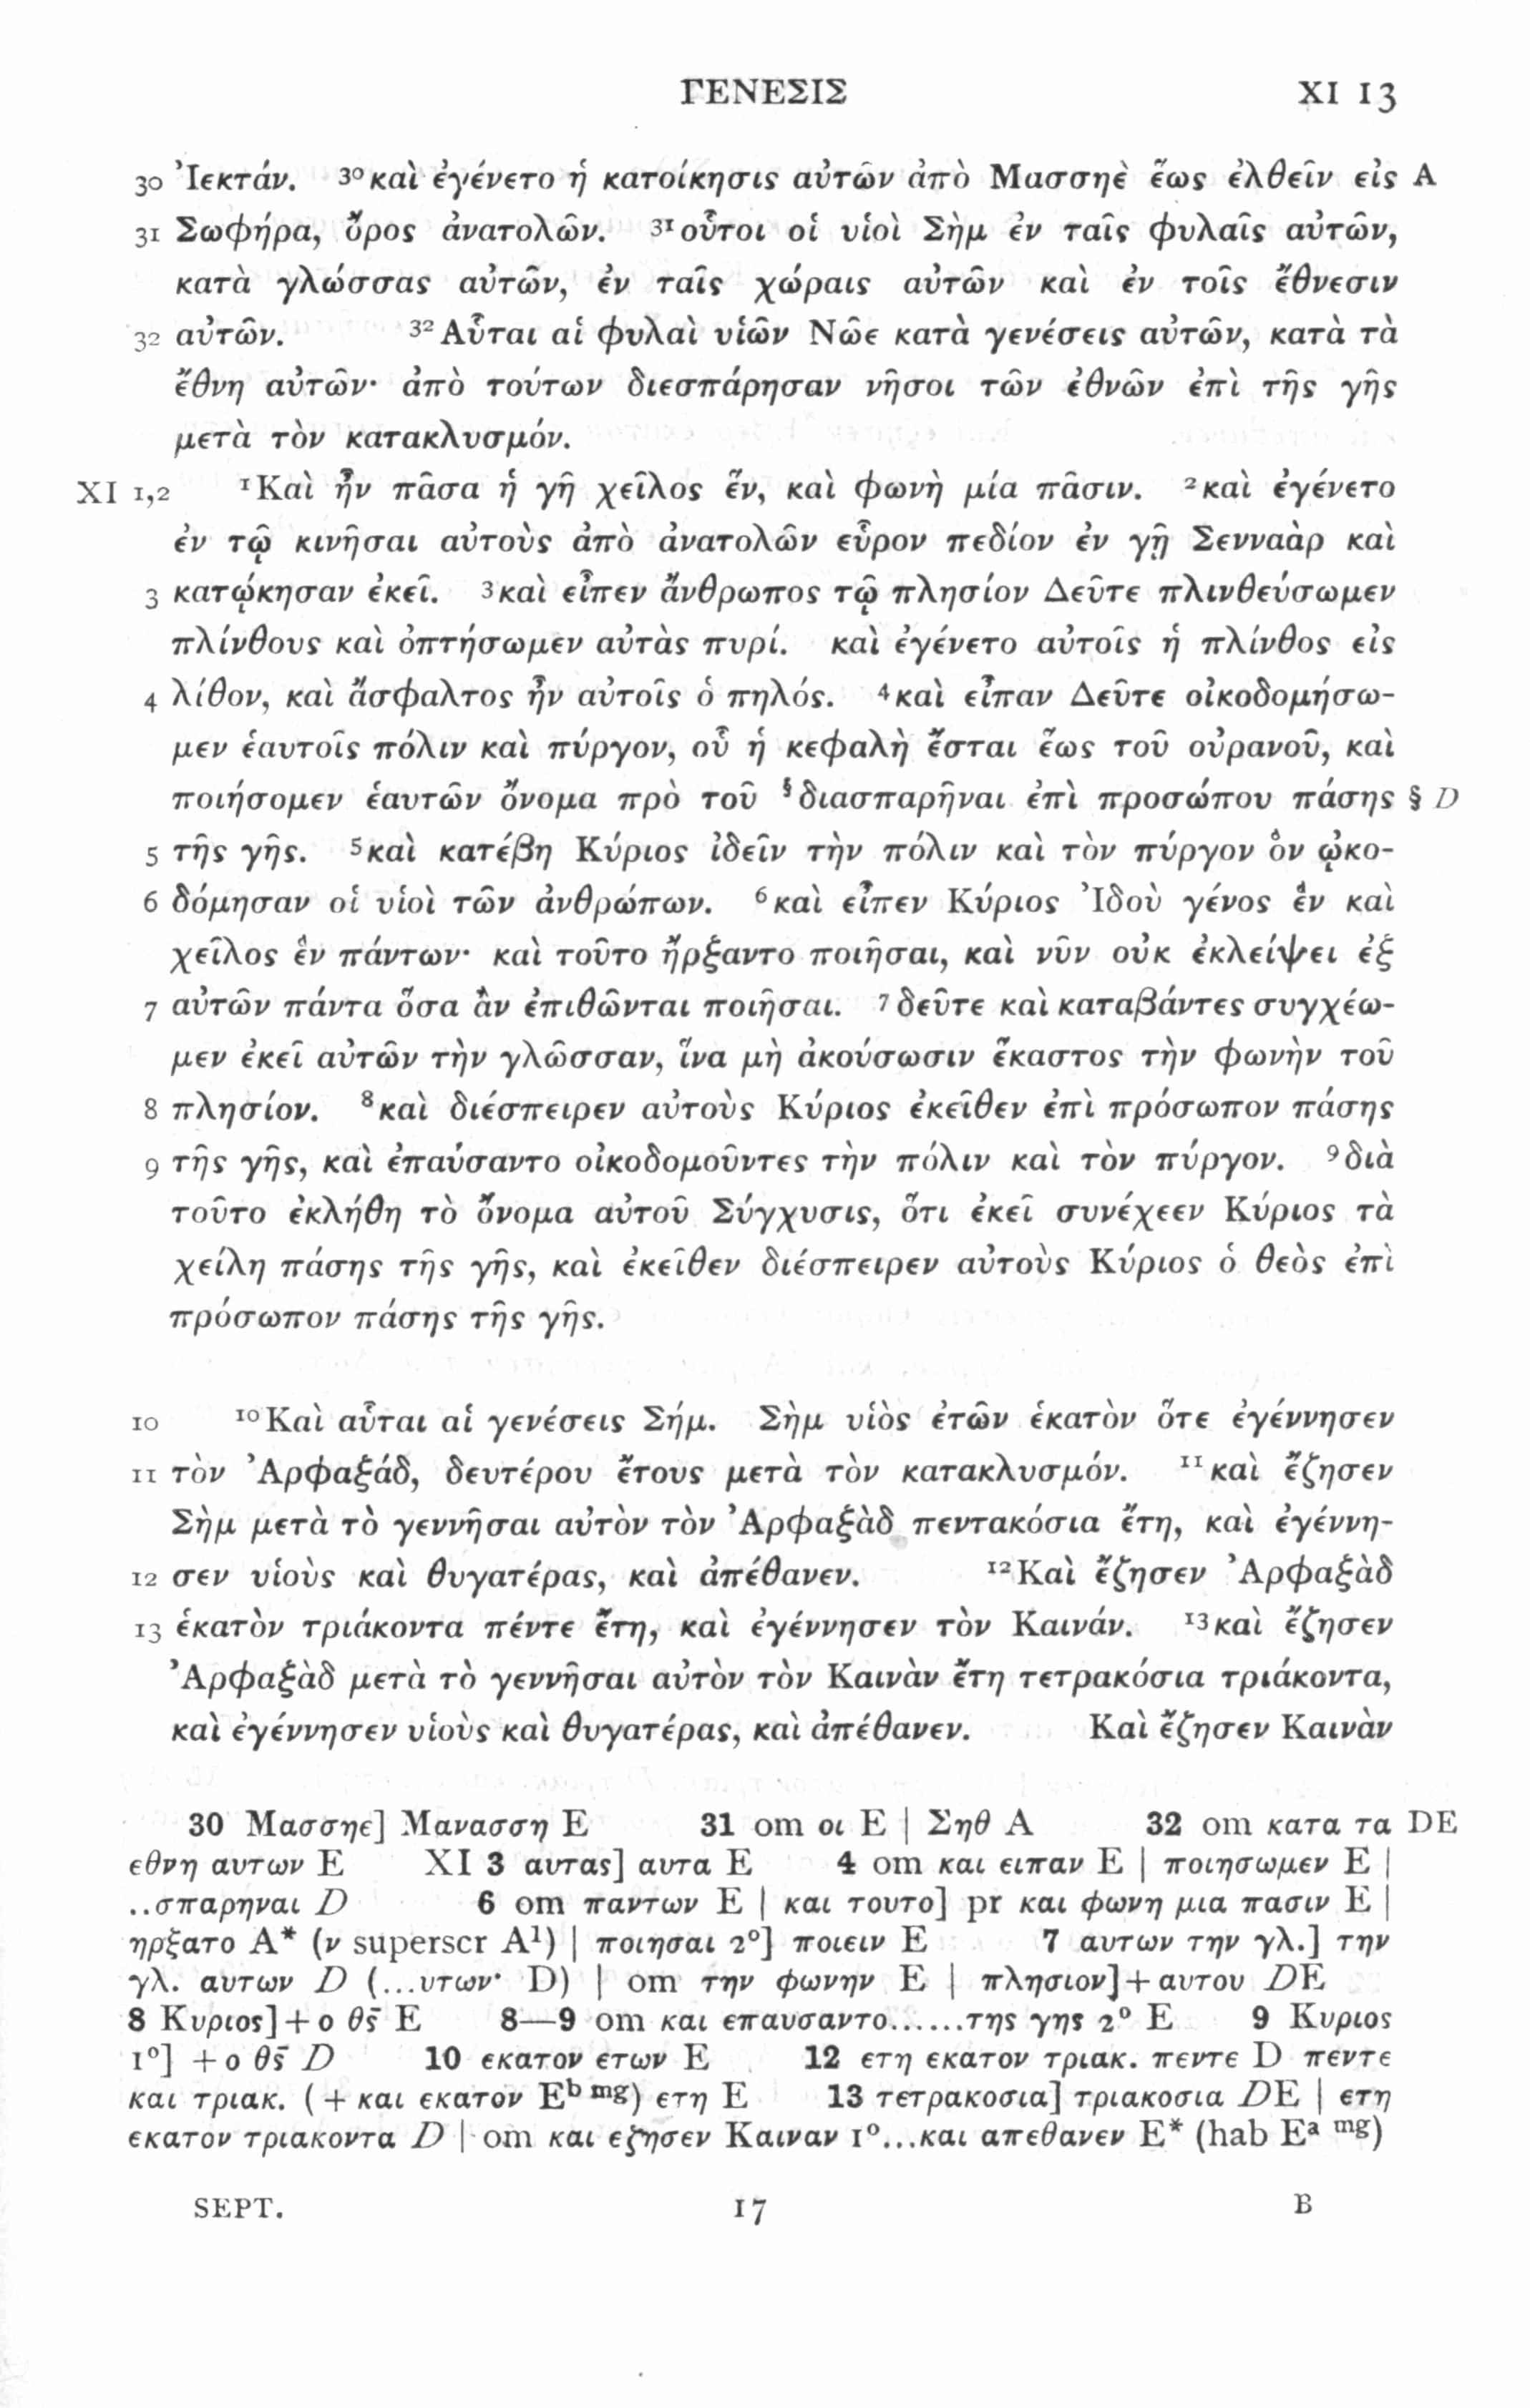 ΓΕΝΕΣΙΣ XI 13
30 Ἰεκτάν. ³⁰καὶ ἐγένετο ἡ κατοίκησις αὐτῶν ἀπὸ Μασσηὲ ἕως ἐλθεῖν εἰς A
31 Σωφήρα, ὄρος ἀνατολῶν. ³¹οὗτοι οἱ υἱοὶ Σὴμ ἐν ταῖς φυλαῖς αὐτῶν,
κατὰ γλώσσας αὐτῶν, ἐν ταῖς χώραις αὐτῶν καὶ ἐν τοῖς ἔθνεσιν
32 αὐτῶν. ³²Αὗται αἱ φυλαὶ υἱῶν Νῶε κατὰ γενέσεις αὐτῶν, κατὰ τὰ
ἔθνη αὐτῶν· ἀπὸ τούτων διεσπάρησαν νῆσοι τῶν ἐθνῶν ἐπὶ τῆς γῆς
μετὰ τὸν κατακλυσμόν.
XI 1,2 ¹Καὶ ἦν πᾶσα ἡ γῆ χεῖλος ἕν, καὶ φωνὴ μία πᾶσιν. ²καὶ ἐγένετο
ἐν τῷ κινῆσαι αὐτοὺς ἀπὸ ἀνατολῶν εὗρον πεδίον ἐν γῇ Σενναὰρ καὶ
3 κατῴκησαν ἐκεῖ. ³καὶ εἶπεν ἄνθρωπος τῷ πλησίον Δεῦτε πλινθεύσωμεν
πλίνθους καὶ ὀπτήσωμεν αὐτὰς πυρί. καὶ ἐγένετο αὐτοῖς ἡ πλίνθος εἰς
4 λίθον, καὶ ἄσφαλτος ἦν αὐτοῖς ὁ πηλός. ⁴καὶ εἶπαν Δεῦτε οἰκοδομήσω-
μεν ἑαυτοῖς πόλιν καὶ πύργον, οὗ ἡ κεφαλὴ ἔσται ἕως τοῦ οὐρανοῦ, καὶ
ποιήσομεν ἑαυτῶν ὄνομα πρὸ τοῦ §διασπαρῆναι ἐπὶ προσώπου πάσης § D
5 τῆς γῆς. ⁵καὶ κατέβη Κύριος ἰδεῖν τὴν πόλιν καὶ τὸν πύργον ὃν ᾠκο-
6 δόμησαν οἱ υἱοὶ τῶν ἀνθρώπων. ⁶καὶ εἶπεν Κύριος Ἰδοὺ γένος ἓν καὶ
χεῖλος ἓν πάντων· καὶ τοῦτο ἤρξαντο ποιῆσαι, καὶ νῦν οὐκ ἐκλείψει ἐξ
7 αὐτῶν πάντα ὅσα ἂν ἐπιθῶνται ποιῆσαι. ⁷δεῦτε καὶ καταβάντες συγχέω-
μεν ἐκεῖ αὐτῶν τὴν γλῶσσαν, ἵνα μὴ ἀκούσωσιν ἕκαστος τὴν φωνὴν τοῦ
8 πλησίον. ⁸καὶ διέσπειρεν αὐτοὺς Κύριος ἐκεῖθεν ἐπὶ πρόσωπον πάσης
9 τῆς γῆς, καὶ ἐπαύσαντο οἰκοδομοῦντες τὴν πόλιν καὶ τὸν πύργον. ⁹διὰ
τοῦτο ἐκλήθη τὸ ὄνομα αὐτοῦ Σύγχυσις, ὅτι ἐκεῖ συνέχεεν Κύριος τὰ
χείλη πάσης τῆς γῆς, καὶ ἐκεῖθεν διέσπειρεν αὐτοὺς Κύριος ὁ θεὸς ἐπὶ
πρόσωπον πάσης τῆς γῆς.
10 ¹⁰Καὶ αὗται αἱ γενέσεις Σήμ. Σὴμ υἱὸς ἐτῶν ἑκατὸν ὅτε ἐγέννησεν
11 τὸν Ἀρφαξάδ, δευτέρου ἔτους μετὰ τὸν κατακλυσμόν. ¹¹καὶ ἔζησεν
Σὴμ μετὰ τὸ γεννῆσαι αὐτὸν τὸν Ἀρφαξὰδ πεντακόσια ἔτη, καὶ ἐγέννη-
12 σεν υἱοὺς καὶ θυγατέρας, καὶ ἀπέθανεν. ¹²Καὶ ἔζησεν Ἀρφαξὰδ
13 ἑκατὸν τριάκοντα πέντε ἔτη, καὶ ἐγέννησεν τὸν Καινάν. ¹³καὶ ἔζησεν
Ἀρφαξὰδ μετὰ τὸ γεννῆσαι αὐτὸν τὸν Καινὰν ἔτη τετρακόσια τριάκοντα,
καὶ ἐγέννησεν υἱοὺς καὶ θυγατέρας, καὶ ἀπέθανεν. Καὶ ἔζησεν Καινὰν
30 Μασσηε] Μανασση E 31 om οι E | Σηθ A 32 om κατα τα DE
εθνη αυτων E XI 3 αυτας] αυτα E 4 om και ειπαν E | ποιησωμεν E |
..σπαρηναι D 6 om παντων E | και τουτο] pr και φωνη μια πασιν E |
ηρξατο A* (ν superscr A¹) | ποιησαι 2°] ποιειν E 7 αυτων την γλ.] την
γλ. αυτων D (...υτων· D) | om την φωνην E | πλησιον]+αυτου DE
8 Κυριος]+ο θς̄ E 8—9 om και επαυσαντο......της γης 2° E 9 Κυριος
1°] +ο θς̄ D 10 εκατον ετων E 12 ετη εκατον τριακ. πεντε D πεντε
και τριακ. (+και εκατον Eᵇ ᵐᵍ) ετη E 13 τετρακοσια] τριακοσια DE | ετη
εκατον τριακοντα D | om και εζησεν Καιναν 1°...και απεθανεν E* (hab Eᵃ ᵐᵍ)
SEPT. 17 B